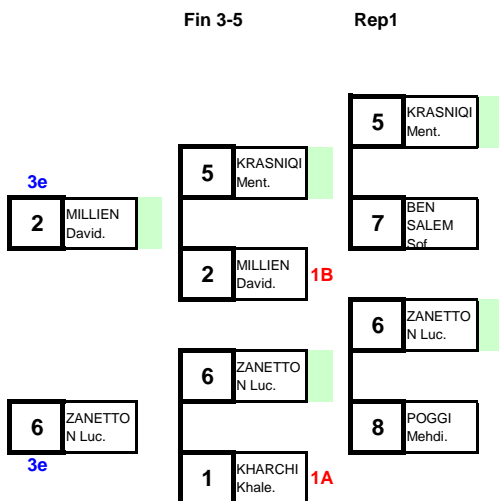 Fin 3-5 Rep1
5 KRASNIQI
Ment.
5 KRASNIQI
Ment.
3e
2 MILLIEN
David.
7 BEN
SALEM
Sof.
2 MILLIEN
David. 1B
6 ZANETTO
N Luc.
6 ZANETTO
N Luc.
6 ZANETTO
N Luc.
3e
8 POGGI
Mehdi.
1 KHARCHI
Khale. 1A